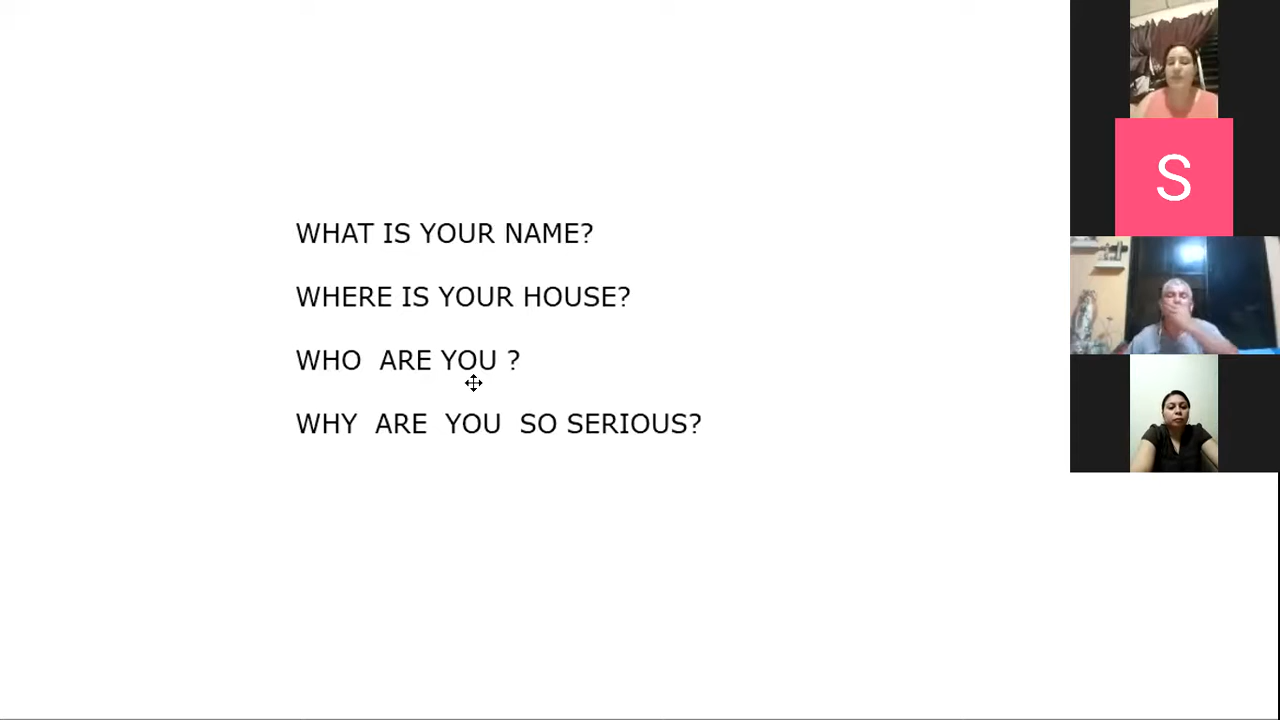 WHAT IS YOUR NAME?
WHERE IS YOUR HOUSE?
WHO  ARE YOU ?
WHY  ARE  YOU  SO SERIOUS?
S